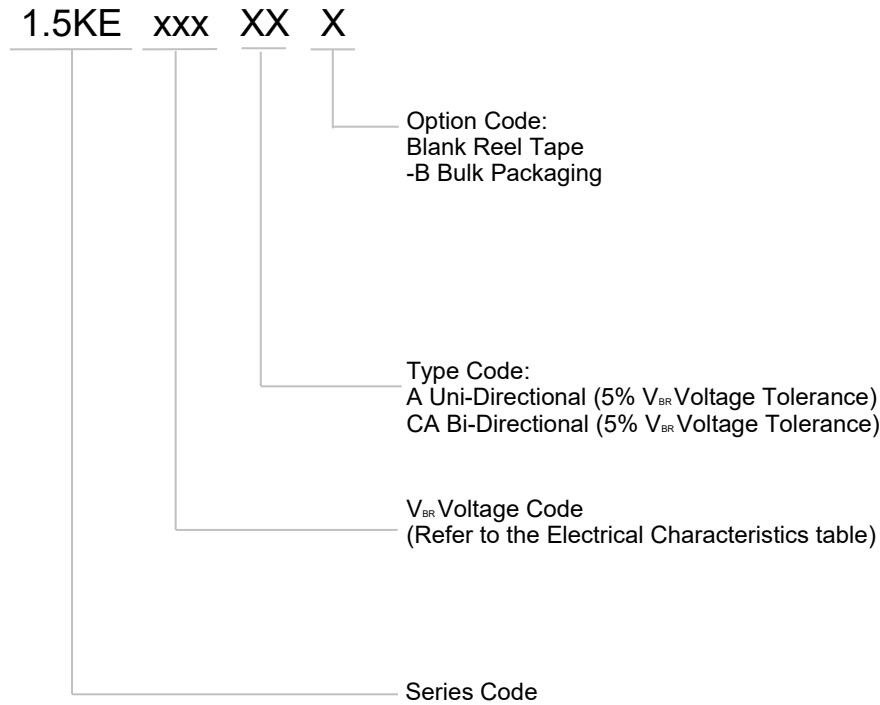 1.5KE xxx XX X
Option Code:
Blank Reel Tape
-B Bulk Packaging
Type Code:
A Uni-Directional (5% VBR Voltage Tolerance)
CA Bi-Directional (5% VBR Voltage Tolerance)
VBR Voltage Code
(Refer to the Electrical Characteristics table)
Series Code